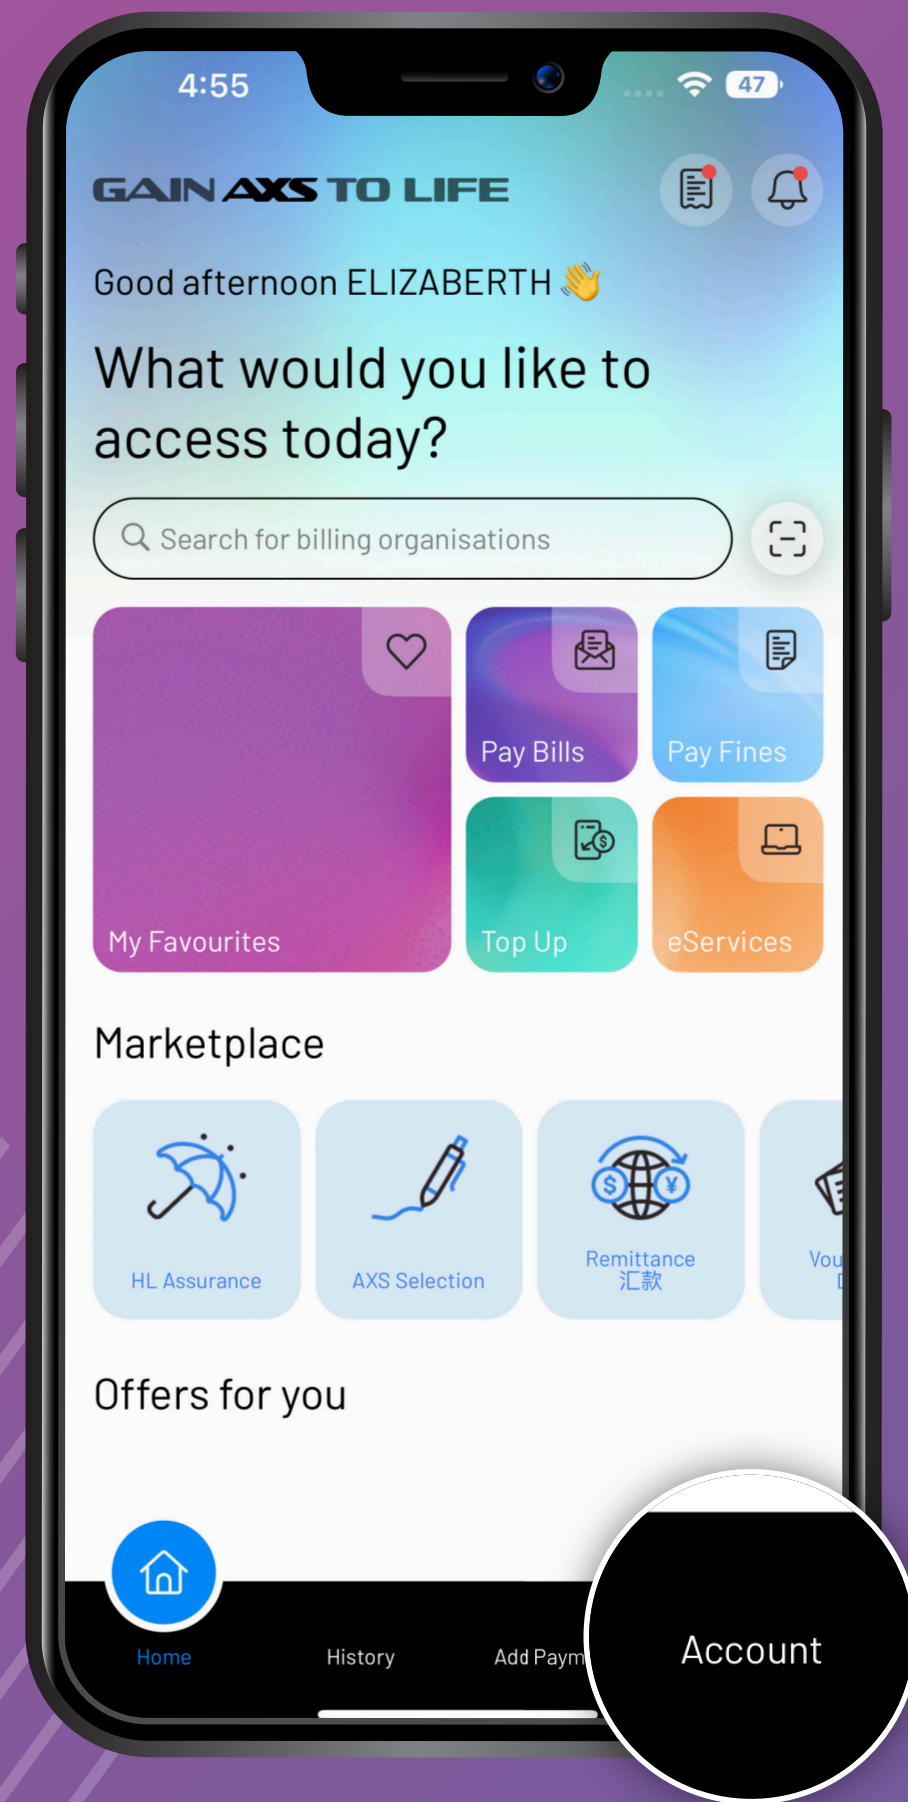 4:55
47
GAIN AXS TO LIFE
Good afternoon ELIZABERTH
What would you like to
access today?
Search for billing organisations
My Favourites
Pay Bills
Pay Fines
Top Up
eServices
Marketplace
HL Assurance
AXS Selection
Remittance
汇款
Offers for you
Home
History
Add
Account